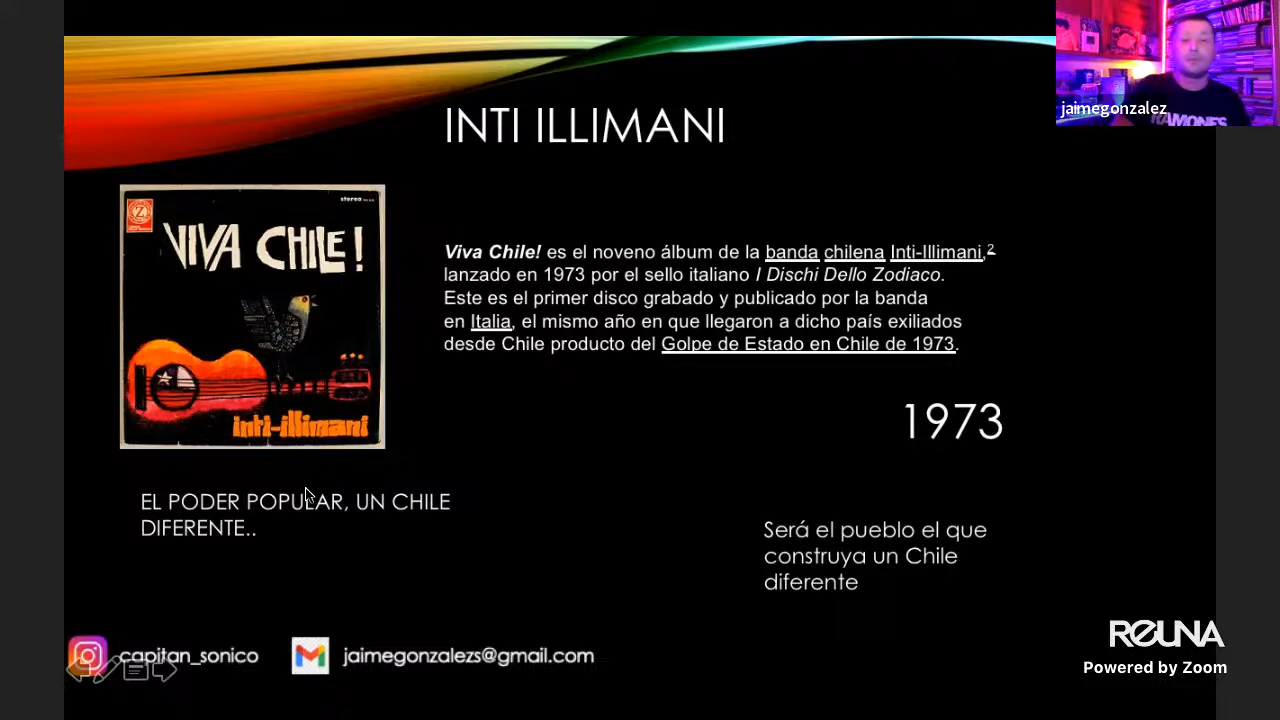 jaimegonzalez
RAMONES
INTI ILLIMANI
stereo
VIVA CHILE!
inti-illimani
Viva Chile! es el noveno álbum de la banda chilena Inti-Illimani,2
lanzado en 1973 por el sello italiano I Dischi Dello Zodiaco.
Este es el primer disco grabado y publicado por la banda
en Italia, el mismo año en que llegaron a dicho país exiliados
desde Chile producto del Golpe de Estado en Chile de 1973.
1973
EL PODER POPULAR, UN CHILE
DIFERENTE..
Será el pueblo el que
construya un Chile
diferente
capitan_sonico
jaimegonzalezs@gmail.com
REUNA
Powered by Zoom